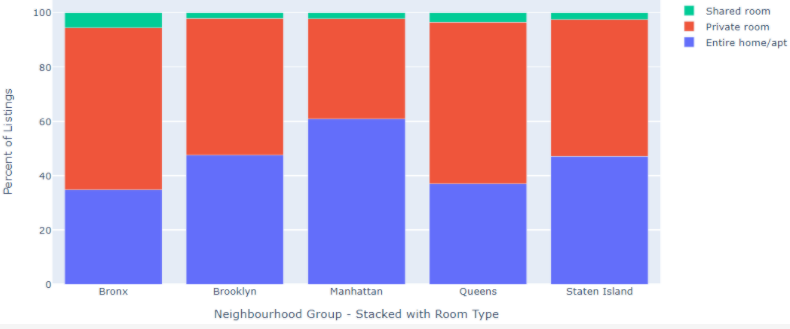 Shared room
Private room
Entire home/apt
Percent of Listings
100
80
60
40
20
0
Bronx Brooklyn Manhattan Queens Staten Island
Neighbourhood Group - Stacked with Room Type